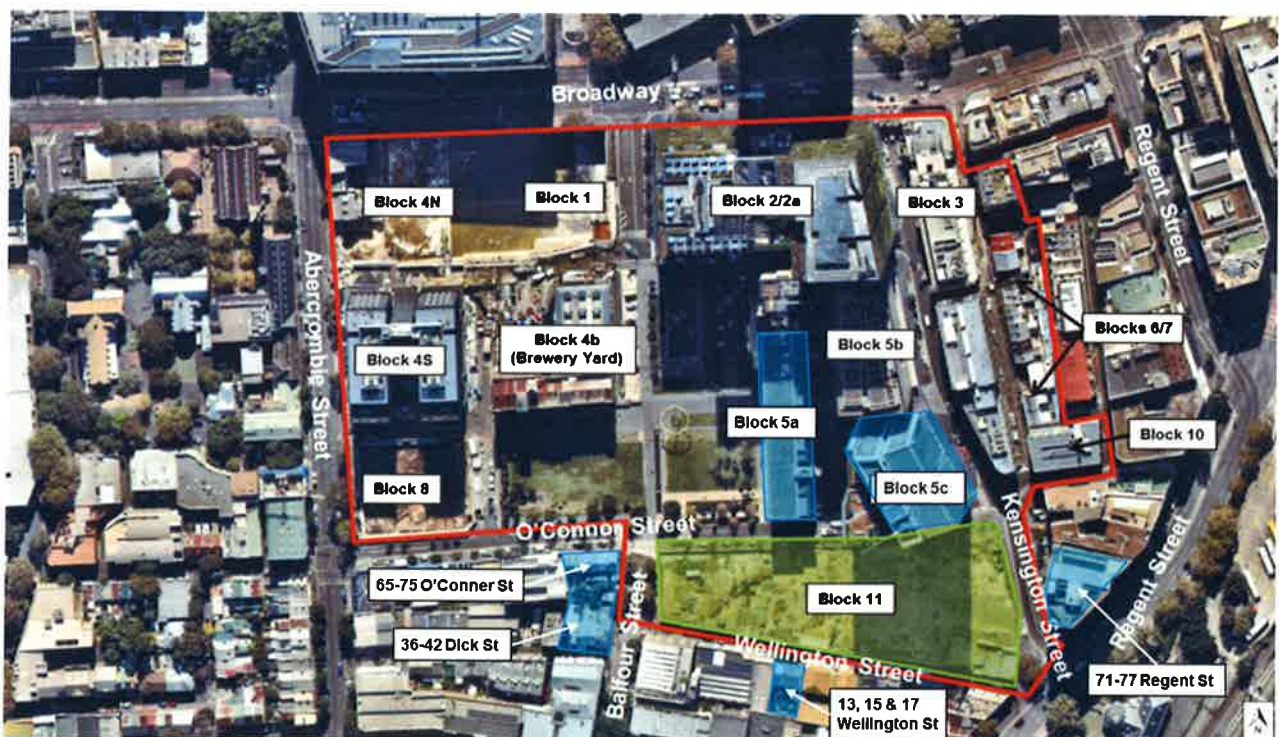 Broadway
Regent Street
Block 4N
Block 1
Block 2/2a
Block 3
Abercrombie Street
Blocks 6/7
Block 4S
Block 4b
(Brewery Yard)
Block 5b
Block 5a
Block 10
Block 8
Block 5c
O'Connor Street
Kensington Street
Regent Street
65-75 O'Conner St
Block 11
36-42 Dick St
Balfour Street
Wellington Street
71-77 Regent St
13, 15 & 17
Wellington St
N